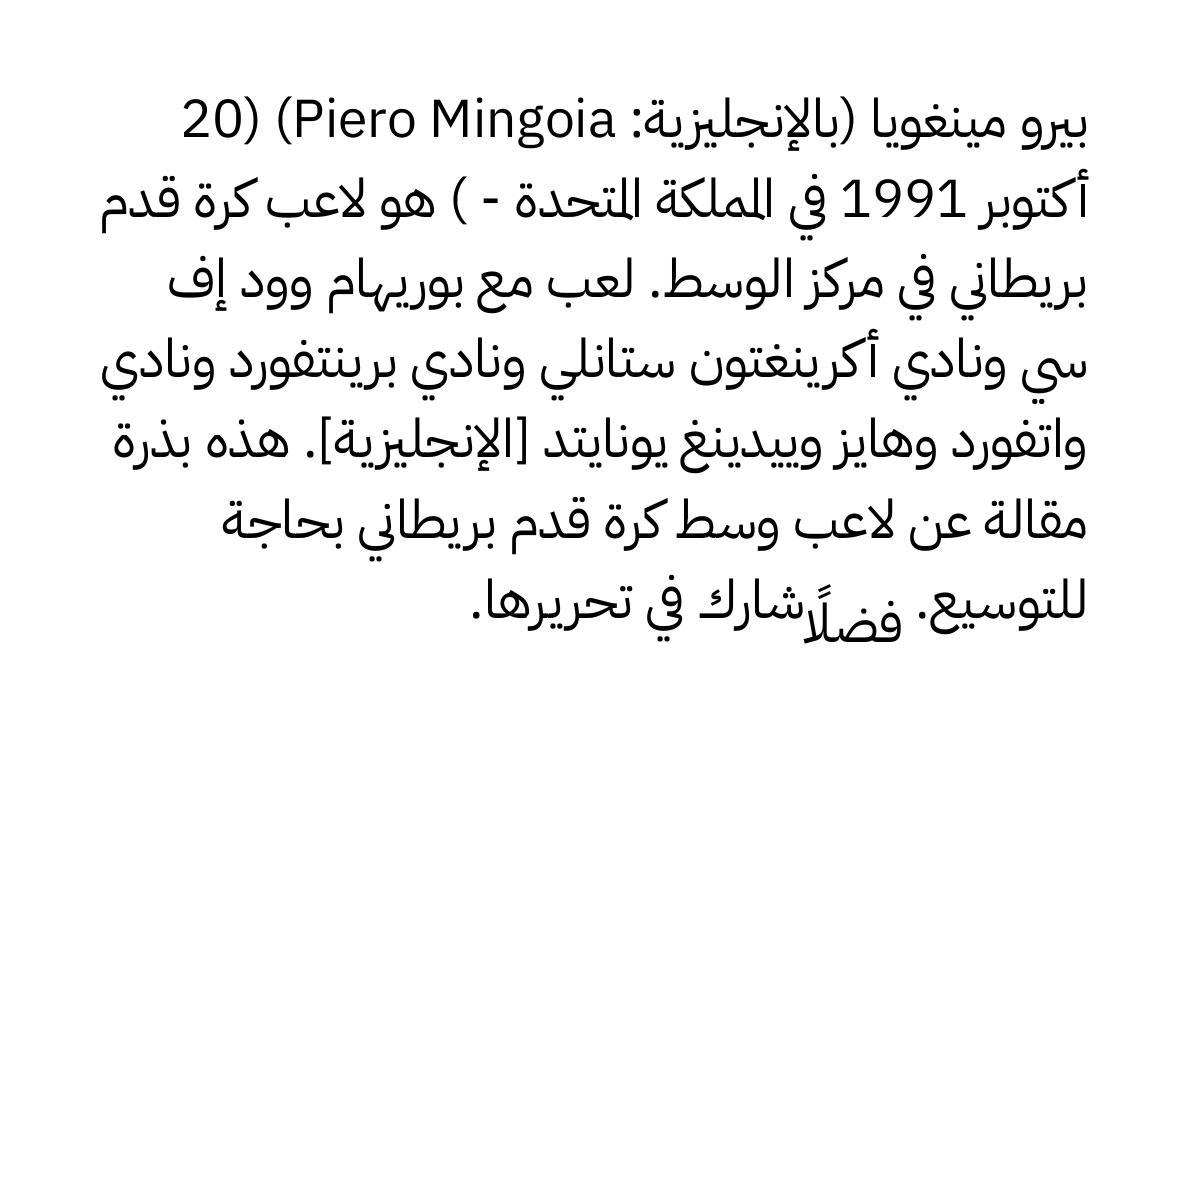 بيرو مينغويا (بالإنجليزية: Piero Mingoia) (20
أكتوبر 1991 في المملكة المتحدة - ) هو لاعب كرة قدم
بريطاني في مركز الوسط. لعب مع بوريهام وود إف
سي ونادي أكرينغتون ستانلي ونادي برينتفورد ونادي
واتفورد وهايز وييدينغ يونايتد [الإنجليزية]. هذه بذرة
مقالة عن لاعب وسط كرة قدم بريطاني بحاجة
للتوسيع. فضلًاشارك في تحريرها.